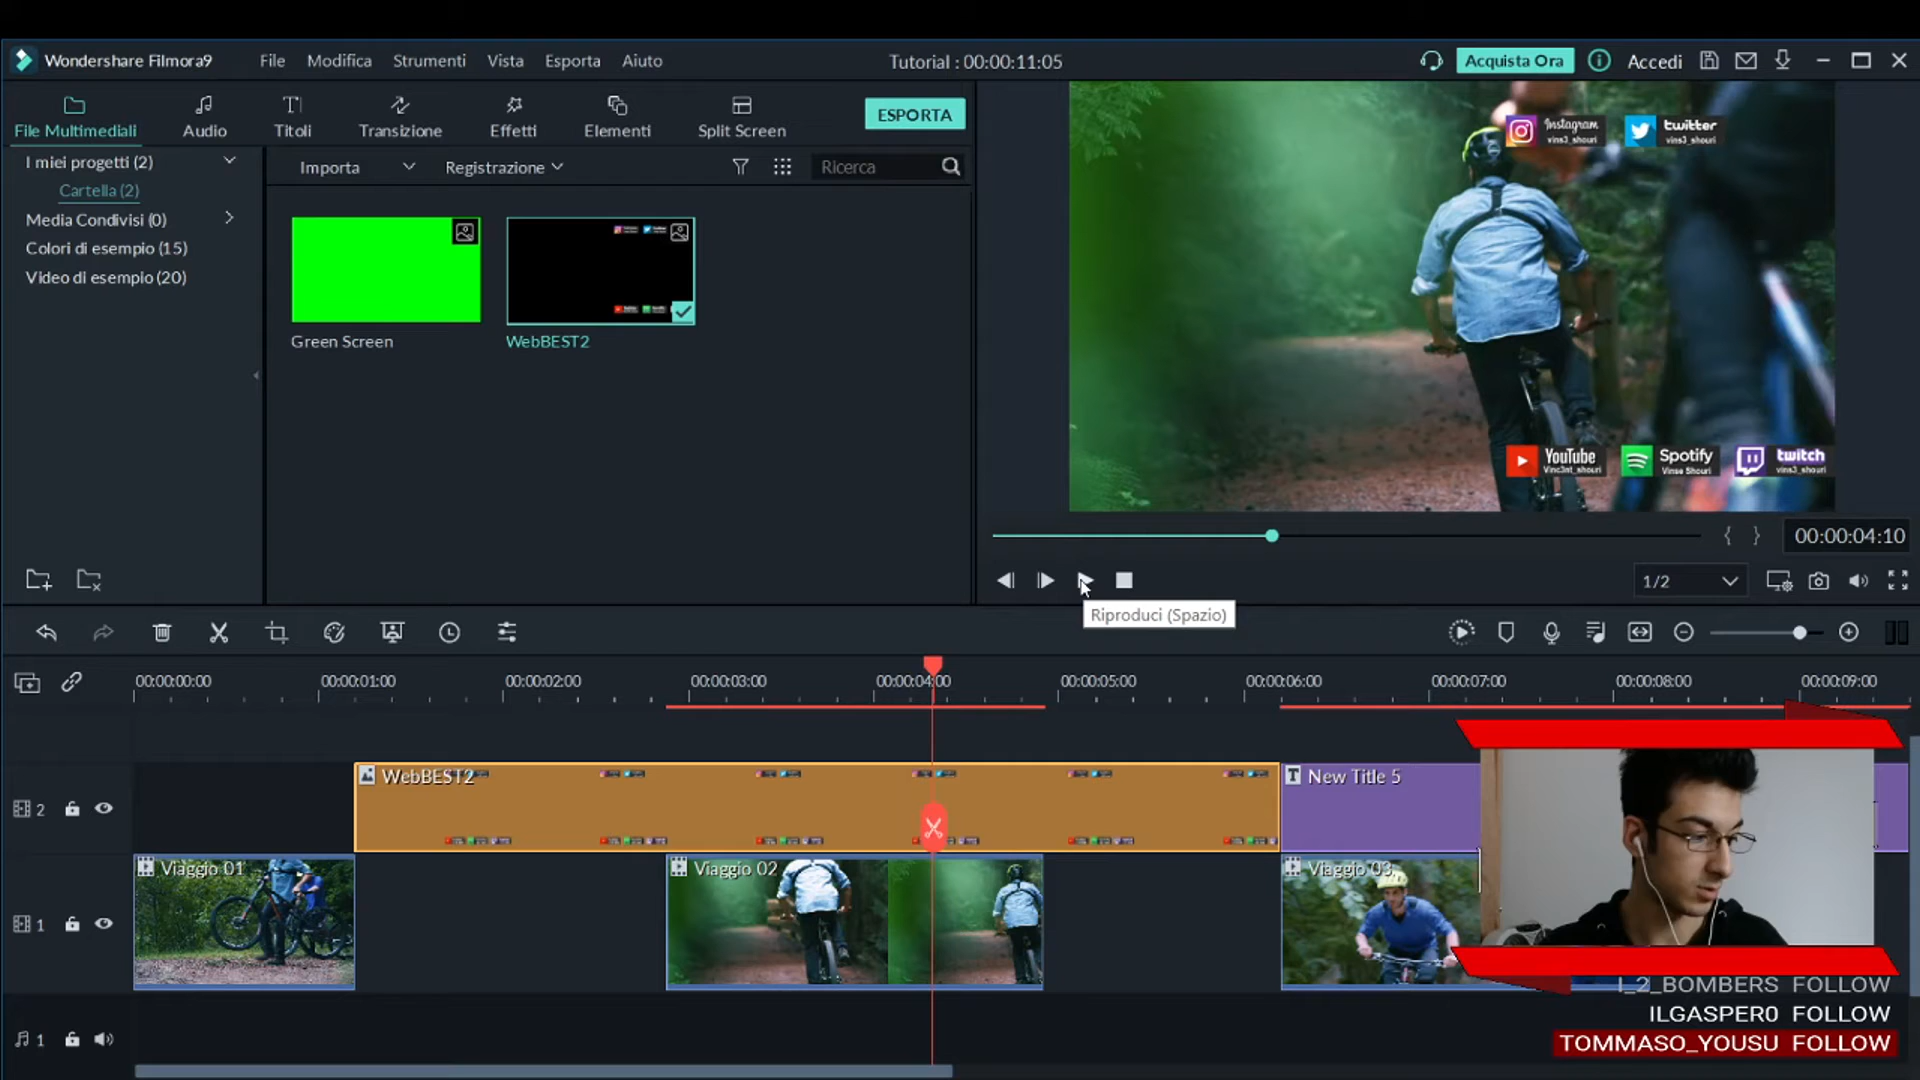 Wondershare Filmora9
File Modifica Strumenti Vista Esporta Aiuto
Tutorial : 00:00:11:05
Acquista Ora
Accedi
File Multimediali Audio Titoli Transizione Effetti Elementi Split Screen
ESPORTA
I miei progetti (2)
Cartella (2)
Media Condivisi (0)
Colori di esempio (15)
Video di esempio (20)
Importa
Registrazione
Ricerca
Green Screen
WebBEST2
Instagram
vins3_shouri
twitter
vins3_shouri
YouTube
Vinc3nt_shouri
Spotify
Vinse Shouri
twitch
vins3_shouri
00:00:04:10
1/2
Riproduci (Spazio)
00:00:00:00 00:00:01:00 00:00:02:00 00:00:03:00 00:00:04:00 00:00:05:00 00:00:06:00 00:00:07:00 00:00:08:00 00:00:09:00
2
WebBEST2
New Title 5
1
Viaggio 01
Viaggio 02
Viaggio 03
1
I_2_BOMBERS FOLLOW
ILGASPER0 FOLLOW
TOMMASO_YOUSU FOLLOW